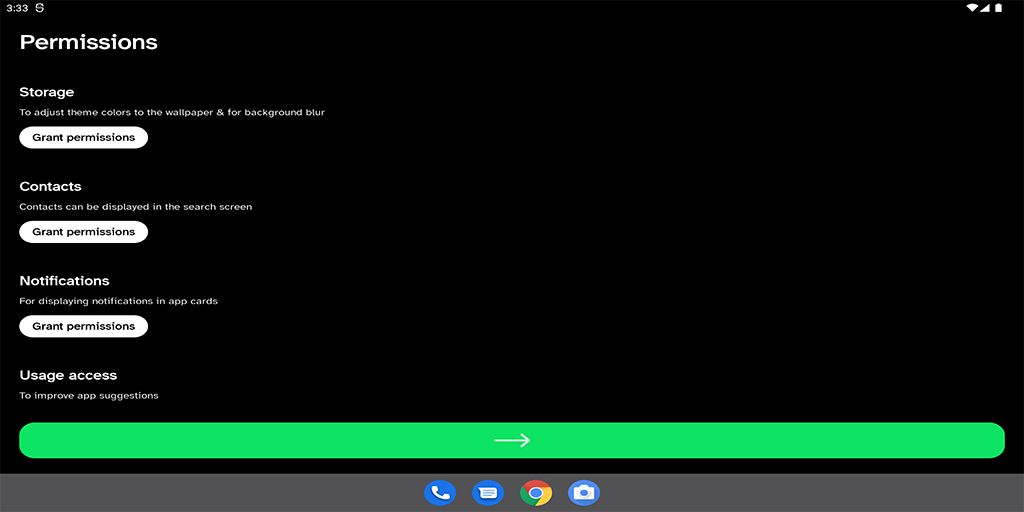 3:33
Permissions
Storage
To adjust theme colors to the wallpaper & for background blur
Grant permissions
Contacts
Contacts can be displayed in the search screen
Grant permissions
Notifications
For displaying notifications in app cards
Grant permissions
Usage access
To improve app suggestions